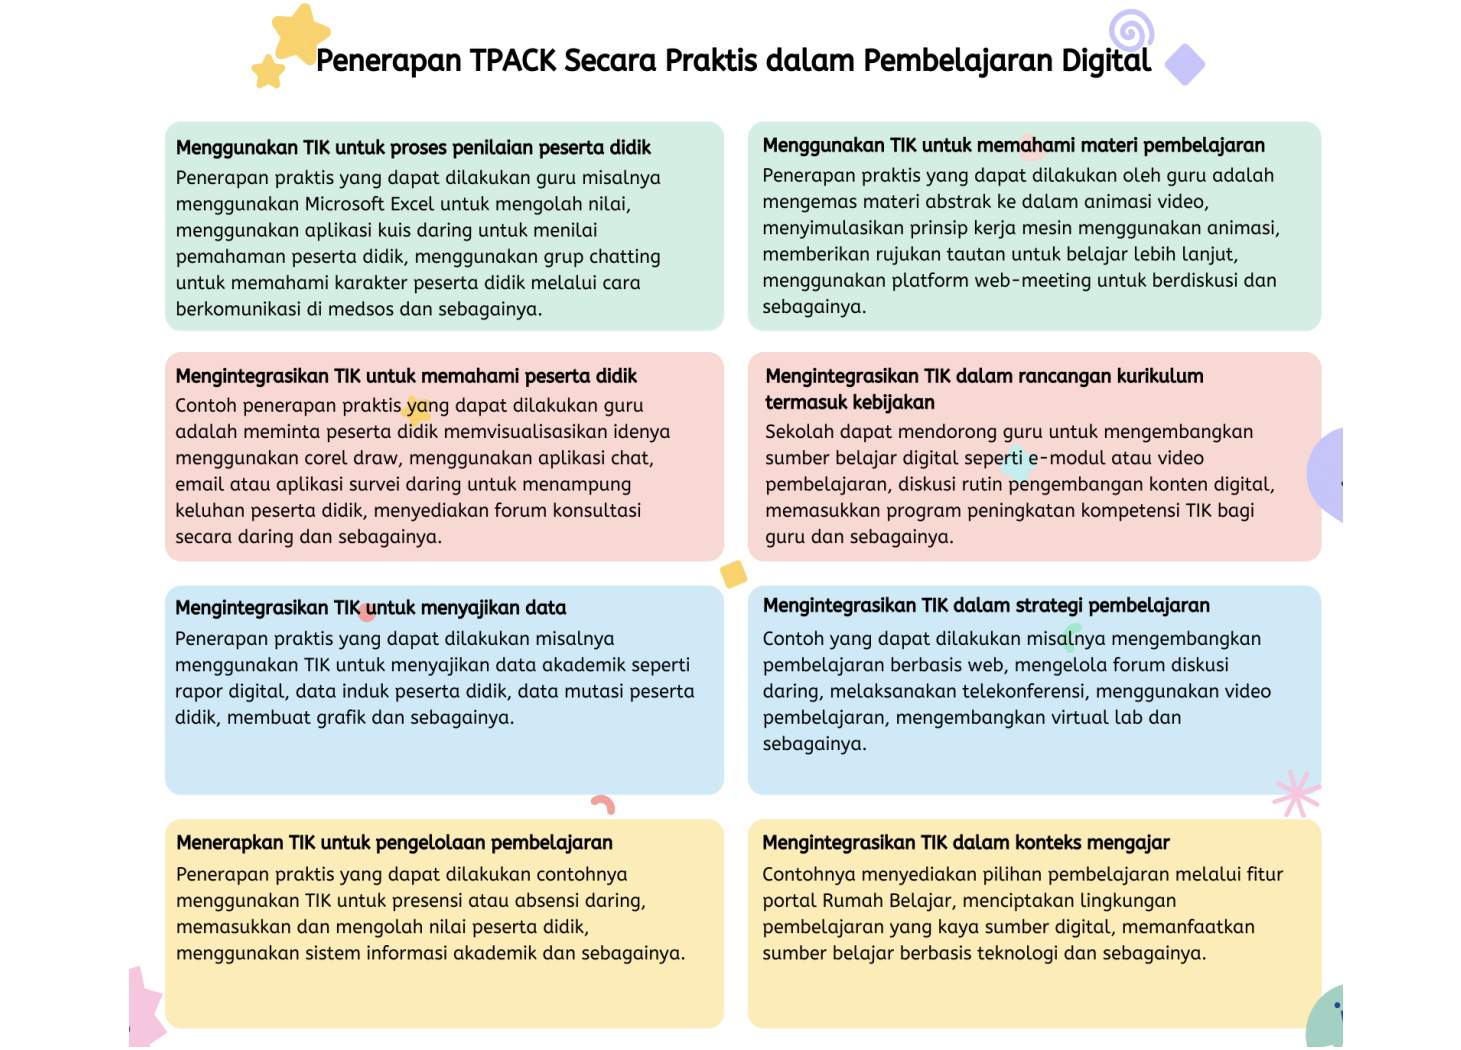 Penerapan TPACK Secara Praktis dalam Pembelajaran Digital
Menggunakan TIK untuk proses penilaian peserta didik
Penerapan praktis yang dapat dilakukan guru misalnya
menggunakan Microsoft Excel untuk mengolah nilai,
menggunakan aplikasi kuis daring untuk menilai
pemahaman peserta didik, menggunakan grup chatting
untuk memahami karakter peserta didik melalui cara
berkomunikasi di medsos dan sebagainya.
Menggunakan TIK untuk memahami materi pembelajaran
Penerapan praktis yang dapat dilakukan oleh guru adalah
mengemas materi abstrak ke dalam animasi video,
menyimulasikan prinsip kerja mesin menggunakan animasi,
memberikan rujukan tautan untuk belajar lebih lanjut,
menggunakan platform web-meeting untuk berdiskusi dan
sebagainya.
Mengintegrasikan TIK untuk memahami peserta didik
Contoh penerapan praktis yang dapat dilakukan guru
adalah meminta peserta didik memvisualisasikan idenya
menggunakan corel draw, menggunakan aplikasi chat,
email atau aplikasi survei daring untuk menampung
keluhan peserta didik, menyediakan forum konsultasi
secara daring dan sebagainya.
Mengintegrasikan TIK dalam rancangan kurikulum
termasuk kebijakan
Sekolah dapat mendorong guru untuk mengembangkan
sumber belajar digital seperti e-modul atau video
pembelajaran, diskusi rutin pengembangan konten digital,
memasukkan program peningkatan kompetensi TIK bagi
guru dan sebagainya.
Mengintegrasikan TIK untuk menyajikan data
Penerapan praktis yang dapat dilakukan misalnya
menggunakan TIK untuk menyajikan data akademik seperti
rapor digital, data induk peserta didik, data mutasi peserta
didik, membuat grafik dan sebagainya.
Mengintegrasikan TIK dalam strategi pembelajaran
Contoh yang dapat dilakukan misalnya mengembangkan
pembelajaran berbasis web, mengelola forum diskusi
daring, melaksanakan telekonferensi, menggunakan video
pembelajaran, mengembangkan virtual lab dan
sebagainya.
Menerapkan TIK untuk pengelolaan pembelajaran
Penerapan praktis yang dapat dilakukan contohnya
menggunakan TIK untuk presensi atau absensi daring,
memasukkan dan mengolah nilai peserta didik,
menggunakan sistem informasi akademik dan sebagainya.
Mengintegrasikan TIK dalam konteks mengajar
Contohnya menyediakan pilihan pembelajaran melalui fitur
portal Rumah Belajar, menciptakan lingkungan
pembelajaran yang kaya sumber digital, memanfaatkan
sumber belajar berbasis teknologi dan sebagainya.